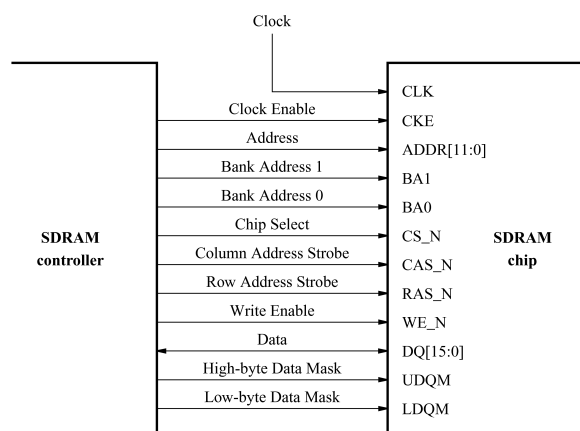 Clock
CLK
Clock Enable
CKE
Address
ADDR[11:0]
Bank Address 1
BA1
Bank Address 0
BA0
Chip Select
CS_N
SDRAM
controller
SDRAM
chip
Column Address Strobe
CAS_N
Row Address Strobe
RAS_N
Write Enable
WE_N
Data
DQ[15:0]
High-byte Data Mask
UDQM
Low-byte Data Mask
LDQM